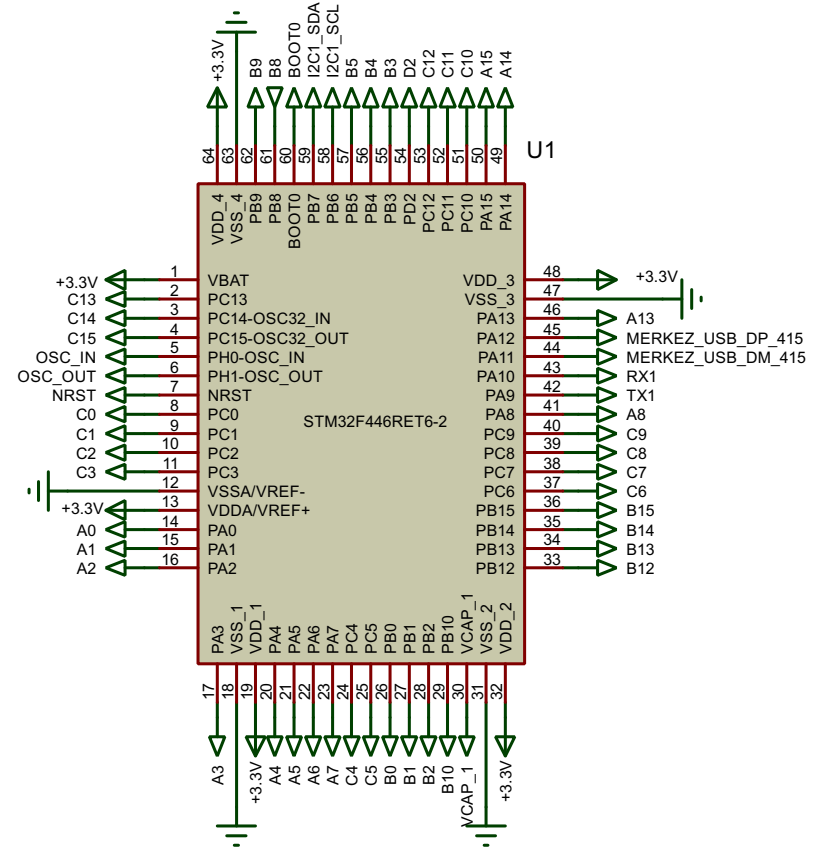 +3.3V
B9
B8
BOOT0
I2C1_SDA
I2C1_SCL
B5
B4
B3
D2
C12
C11
C10
A15
A14
64
63
62
61
60
59
58
57
56
55
54
53
52
51
50
49
U1
VDD_4
VSS_4
PB9
PB8
BOOT0
PB7
PB6
PB5
PB4
PB3
PD2
PC12
PC11
PC10
PA15
PA14
+3.3V 1 VBAT
C13 2 PC13
C14 3 PC14-OSC32_IN
C15 4 PC15-OSC32_OUT
OSC_IN 5 PH0-OSC_IN
OSC_OUT 6 PH1-OSC_OUT
NRST 7 NRST
C0 8 PC0
C1 9 PC1
C2 10 PC2
C3 11 PC3
12 VSSA/VREF-
+3.3V 13 VDDA/VREF+
A0 14 PA0
A1 15 PA1
A2 16 PA2
STM32F446RET6-2
VDD_3 48 +3.3V
VSS_3 47
PA13 46 A13
PA12 45 MERKEZ_USB_DP_415
PA11 44 MERKEZ_USB_DM_415
PA10 43 RX1
PA9 42 TX1
PA8 41 A8
PC9 40 C9
PC8 39 C8
PC7 38 C7
PC6 37 C6
PB15 36 B15
PB14 35 B14
PB13 34 B13
PB12 33 B12
PA3
VSS_1
VDD_1
PA4
PA5
PA6
PA7
PC4
PC5
PB0
PB1
PB2
PB10
VCAP_1
VSS_2
VDD_2
17
18
19
20
21
22
23
24
25
26
27
28
29
30
31
32
A3
+3.3V
A4
A5
A6
A7
C4
C5
B0
B1
B2
B10
VCAP_1
+3.3V